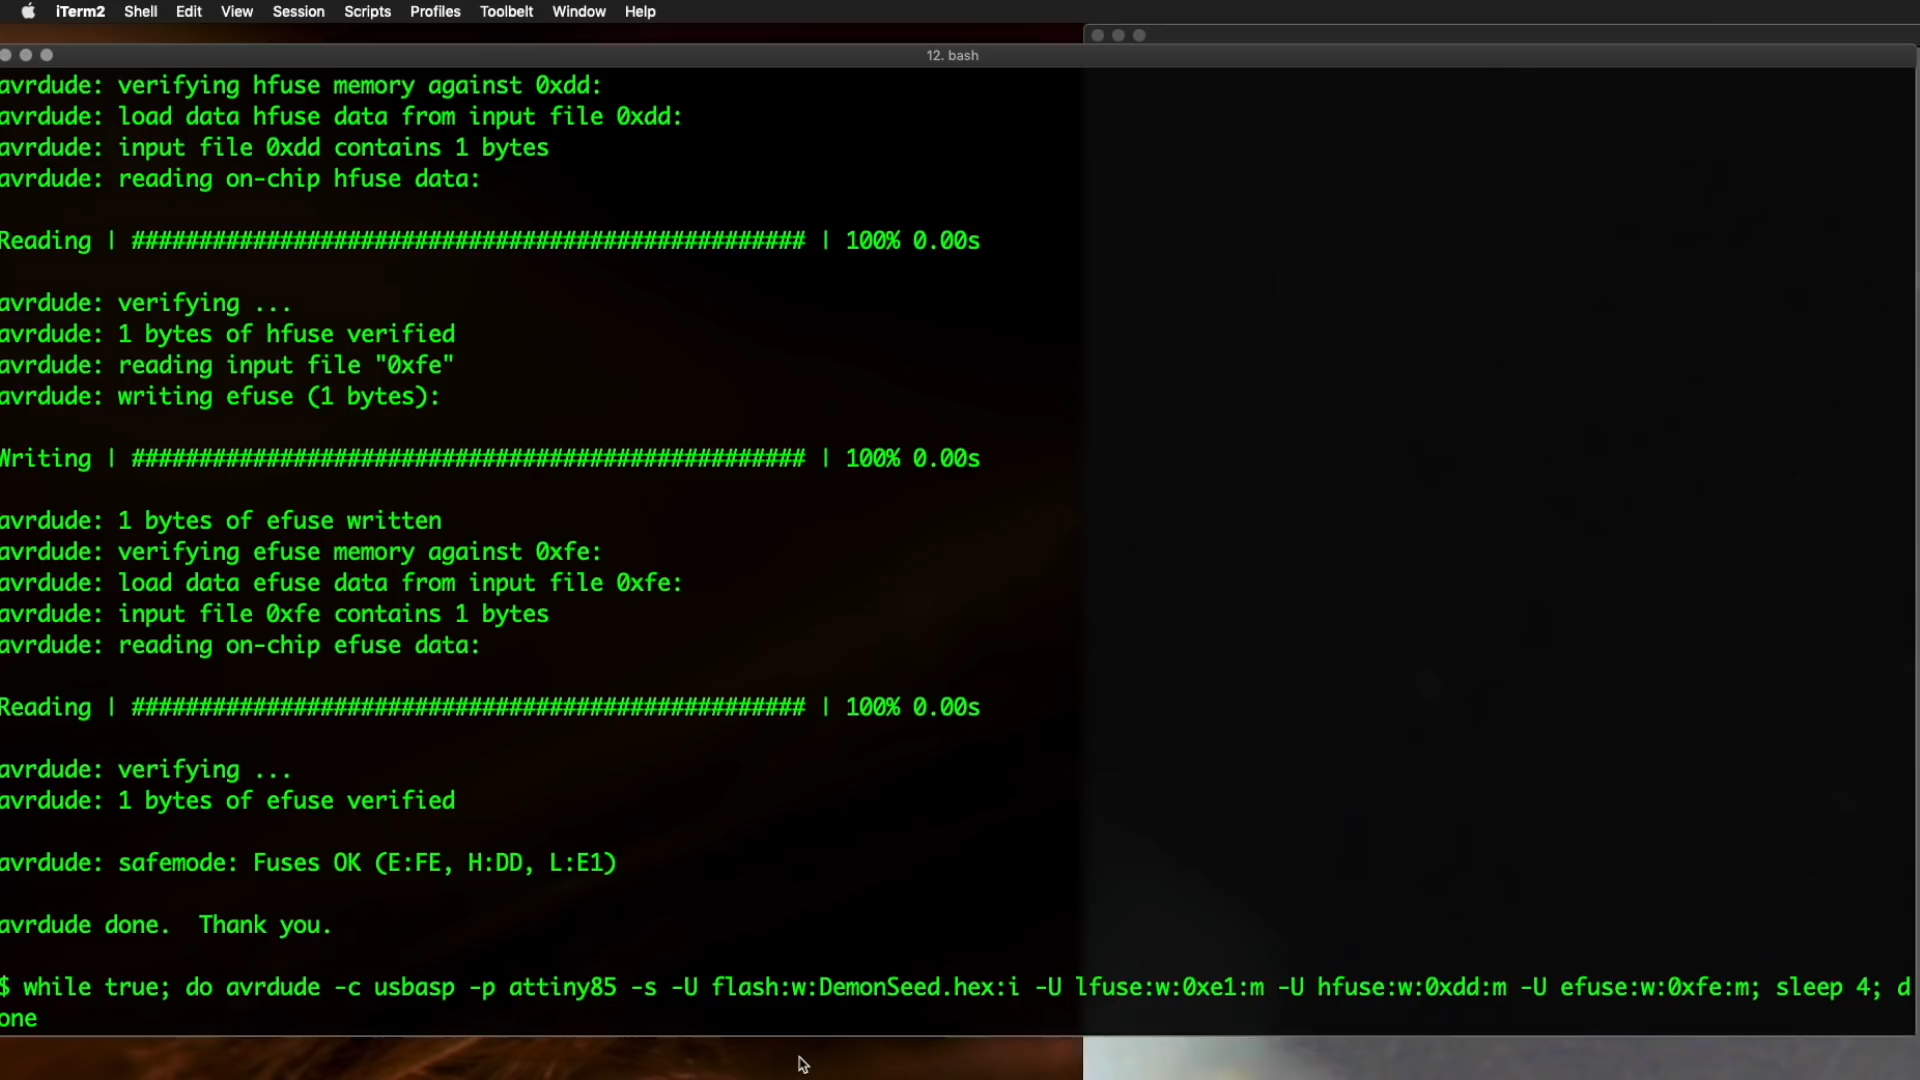 iTerm2 Shell Edit View Session Scripts Profiles Toolbelt Window Help
12. bash
avrdude: verifying hfuse memory against 0xdd:
avrdude: load data hfuse data from input file 0xdd:
avrdude: input file 0xdd contains 1 bytes
avrdude: reading on-chip hfuse data:
Reading | ################################################## | 100% 0.00s
avrdude: verifying ...
avrdude: 1 bytes of hfuse verified
avrdude: reading input file "0xfe"
avrdude: writing efuse (1 bytes):
Writing | ################################################## | 100% 0.00s
avrdude: 1 bytes of efuse written
avrdude: verifying efuse memory against 0xfe:
avrdude: load data efuse data from input file 0xfe:
avrdude: input file 0xfe contains 1 bytes
avrdude: reading on-chip efuse data:
Reading | ################################################## | 100% 0.00s
avrdude: verifying ...
avrdude: 1 bytes of efuse verified
avrdude: safemode: Fuses OK (E:FE, H:DD, L:E1)
avrdude done.  Thank you.
$ while true; do avrdude -c usbasp -p attiny85 -s -U flash:w:DemonSeed.hex:i -U lfuse:w:0xe1:m -U hfuse:w:0xdd:m -U efuse:w:0xfe:m; sleep 4; d
one